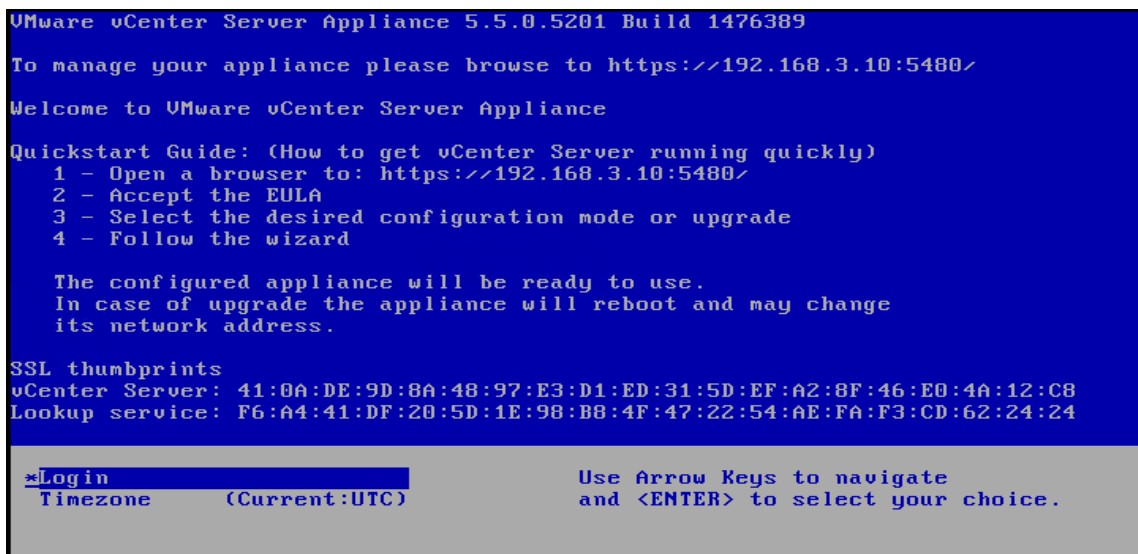 VMware vCenter Server Appliance 5.5.0.5201 Build 1476389
To manage your appliance please browse to https://192.168.3.10:5480/
Welcome to VMware vCenter Server Appliance
Quickstart Guide: (How to get vCenter Server running quickly)
1 - Open a browser to: https://192.168.3.10:5480/
2 - Accept the EULA
3 - Select the desired configuration mode or upgrade
4 - Follow the wizard
The configured appliance will be ready to use.
In case of upgrade the appliance will reboot and may change
its network address.
SSL thumbprints
vCenter Server: 41:0A:DE:9D:8A:48:97:E3:D1:ED:31:5D:EF:A2:8F:46:E0:4A:12:C8
Lookup service: F6:A4:41:DF:20:5D:1E:98:B8:4F:47:22:54:AE:FA:F3:CD:62:24:24
*Login Use Arrow Keys to navigate
Timezone (Current:UTC) and <ENTER> to select your choice.